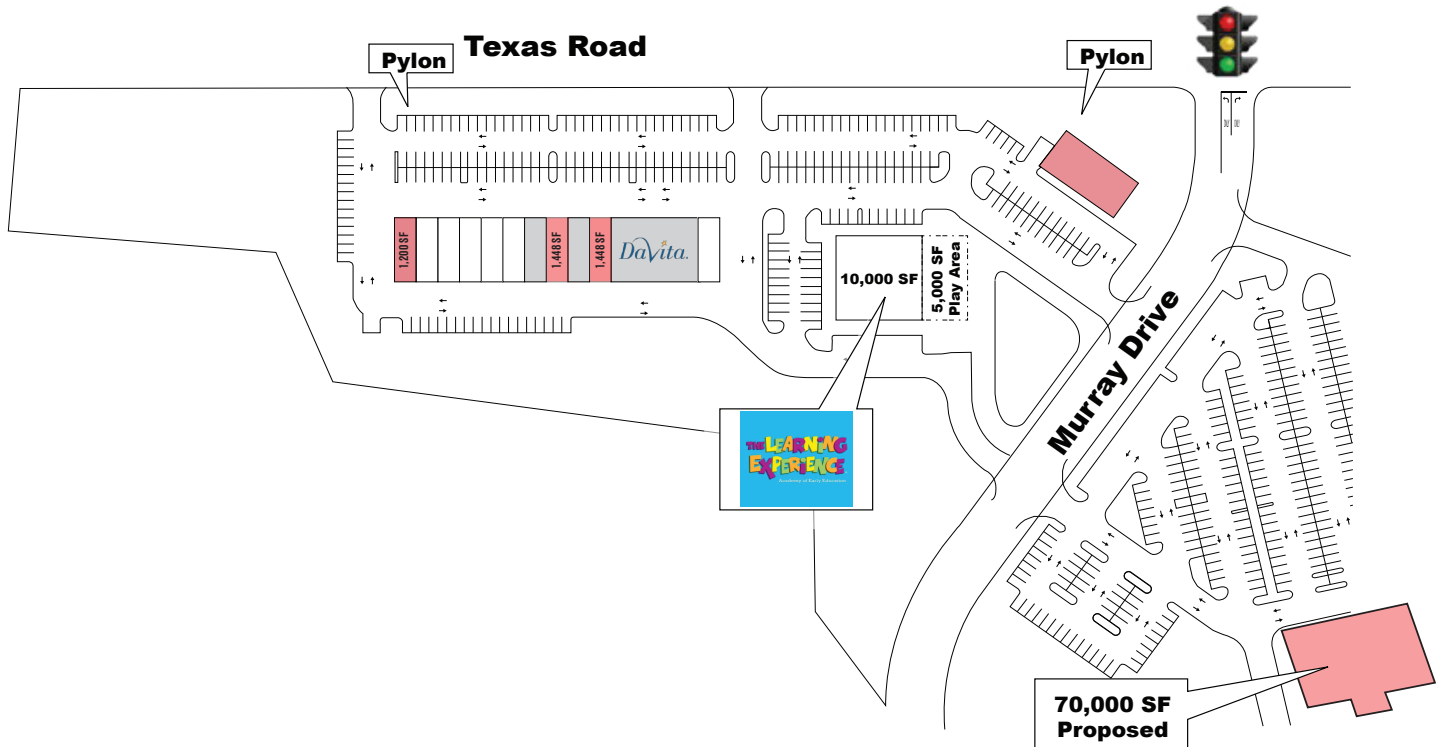 Texas Road
Pylon
Pylon
1,200 SF
1,448 SF
1,448 SF
DaVita.
10,000 SF
5,000 SF
Play Area
Murray Drive
THE LEARNING
EXPERIENCE
Academy of Early Education
70,000 SF
Proposed